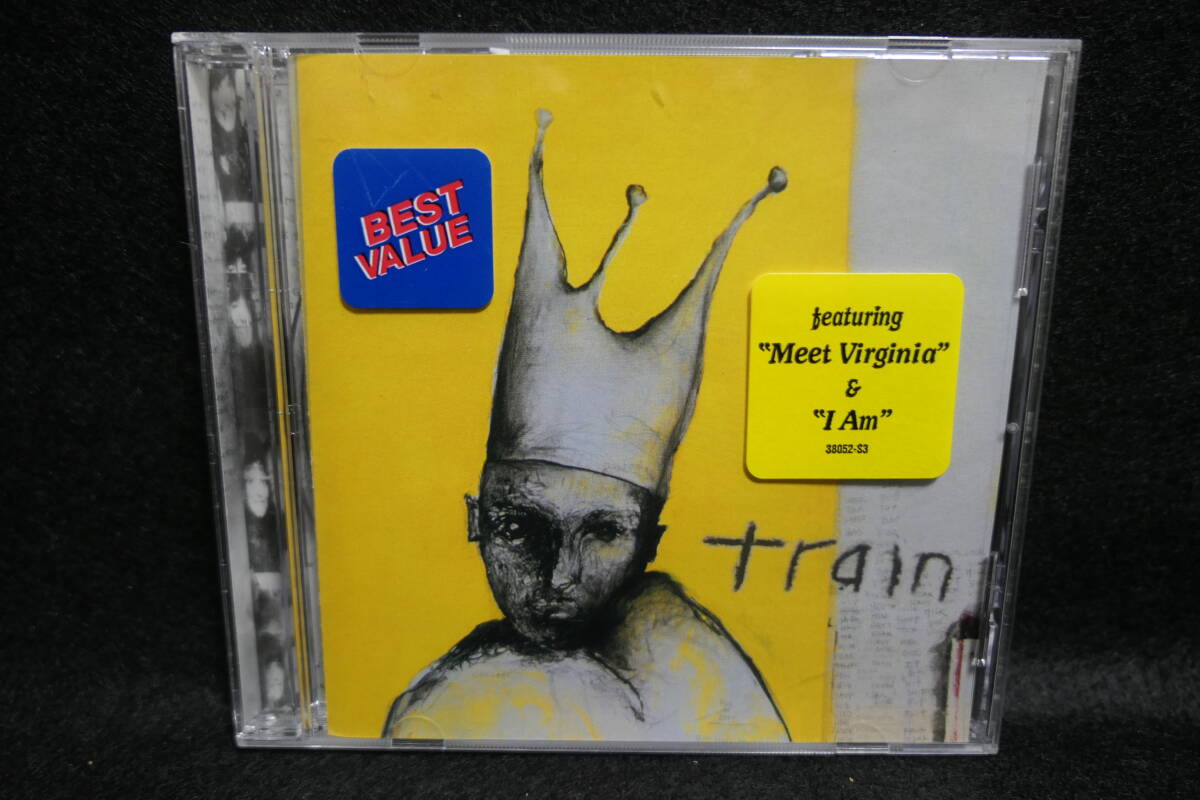 BEST
VALUE
featuring
"Meet Virginia"
&
"I Am"
38052-S3
train